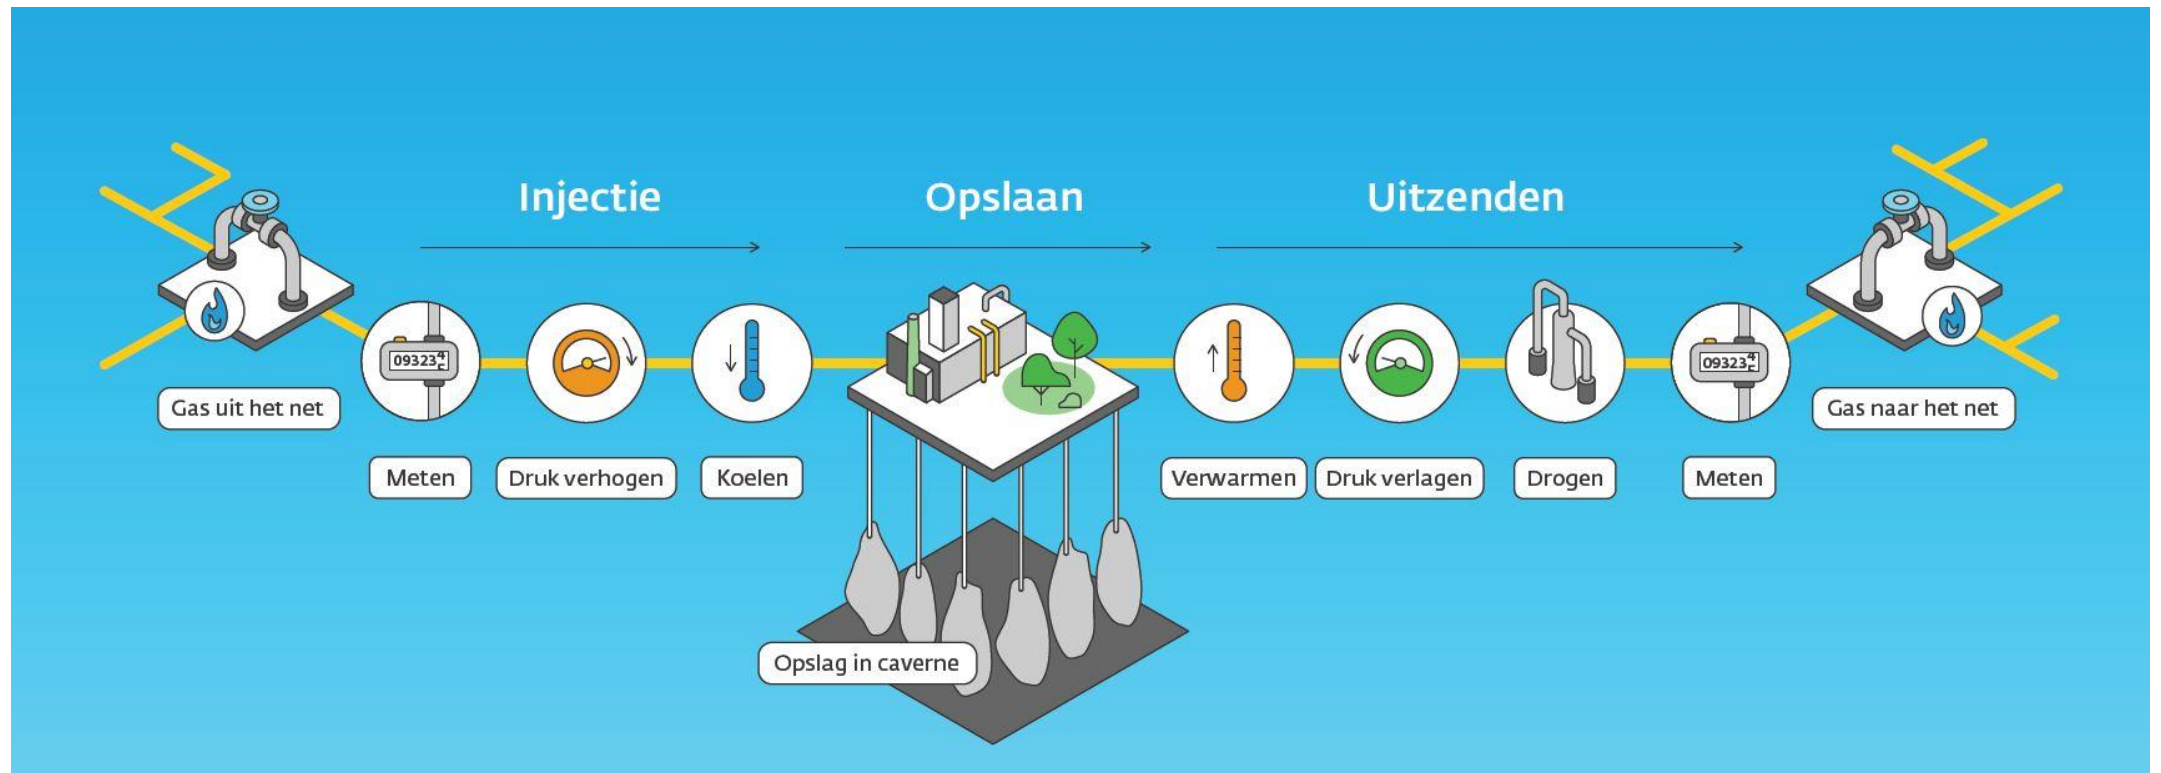 Injectie
Opslaan
Uitzenden
Gas uit het net
Meten
Druk verhogen
Koelen
Verwarmen
Druk verlagen
Drogen
Meten
Gas naar het net
Opslag in caverne
09323
09323